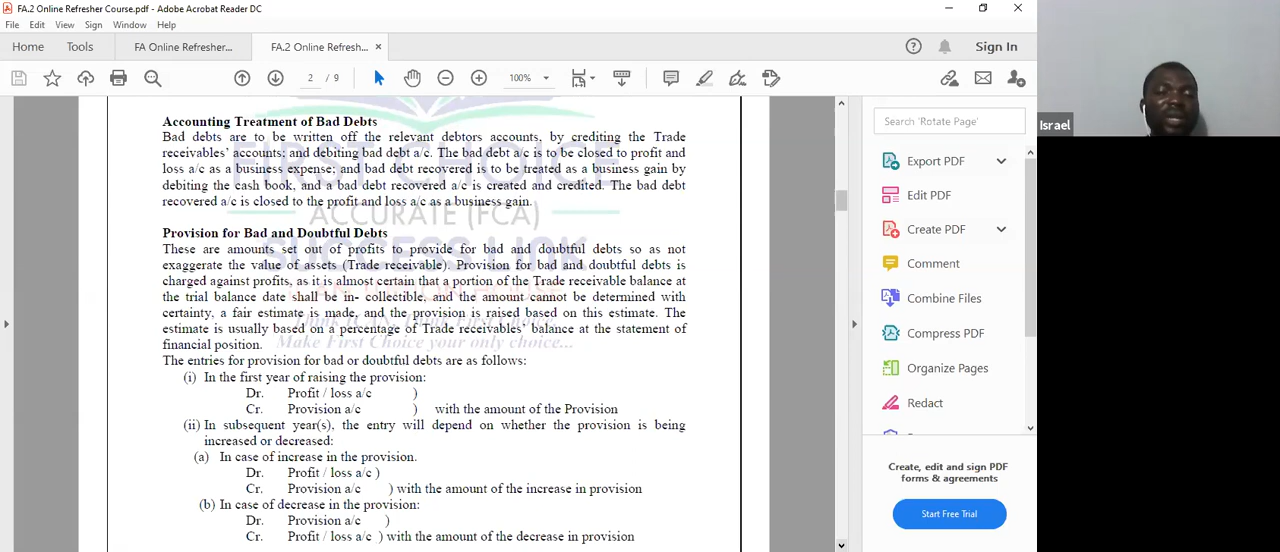 FA.2 Online Refresher Course.pdf - Adobe Acrobat Reader DC
File Edit View Sign Window Help
Home Tools FA Online Refresher... FA.2 Online Refresh... × Sign In
2 / 9 100%
Accounting Treatment of Bad Debts
Bad debts are to be written off the relevant debtors accounts, by crediting the Trade
receivables' accounts; and debiting bad debt a/c. The bad debt a/c is to be closed to profit and
loss a/c as a business expense; and bad debt recovered is to be treated as a business gain by
debiting the cash book, and a bad debt recovered a/c is created and credited. The bad debt
recovered a/c is closed to the profit and loss a/c as a business gain.
FIRST CHOICE
ACCURATE (FCA)
SUCCESS LINK
Provision for Bad and Doubtful Debts
These are amounts set out of profits to provide for bad and doubtful debts so as not
exaggerate the value of assets (Trade receivable). Provision for bad and doubtful debts is
charged against profits, as it is almost certain that a portion of the Trade receivable balance at
the trial balance date shall be in- collectible, and the amount cannot be determined with
certainty, a fair estimate is made, and the provision is raised based on this estimate. The
estimate is usually based on a percentage of Trade receivables' balance at the statement of
financial position.
Make First Choice your only choice...
The entries for provision for bad or doubtful debts are as follows:
(i) In the first year of raising the provision:
Dr. Profit / loss a/c )
Cr. Provision a/c ) with the amount of the Provision
(ii) In subsequent year(s), the entry will depend on whether the provision is being
increased or decreased:
(a) In case of increase in the provision.
Dr. Profit / loss a/c )
Cr. Provision a/c ) with the amount of the increase in provision
(b) In case of decrease in the provision:
Dr. Provision a/c )
Cr. Profit / loss a/c ) with the amount of the decrease in provision
Search 'Rotate Page'
Export PDF
Edit PDF
Create PDF
Comment
Combine Files
Compress PDF
Organize Pages
Redact
Create, edit and sign PDF
forms & agreements
Start Free Trial
Israel